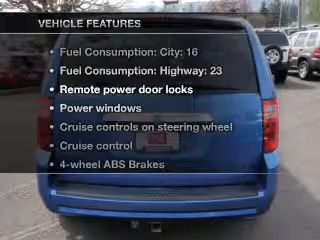 VEHICLE FEATURES
Fuel Consumption: City: 16
Fuel Consumption: Highway: 23
Remote power door locks
Power windows
Cruise controls on steering wheel
Cruise control
4-wheel ABS Brakes